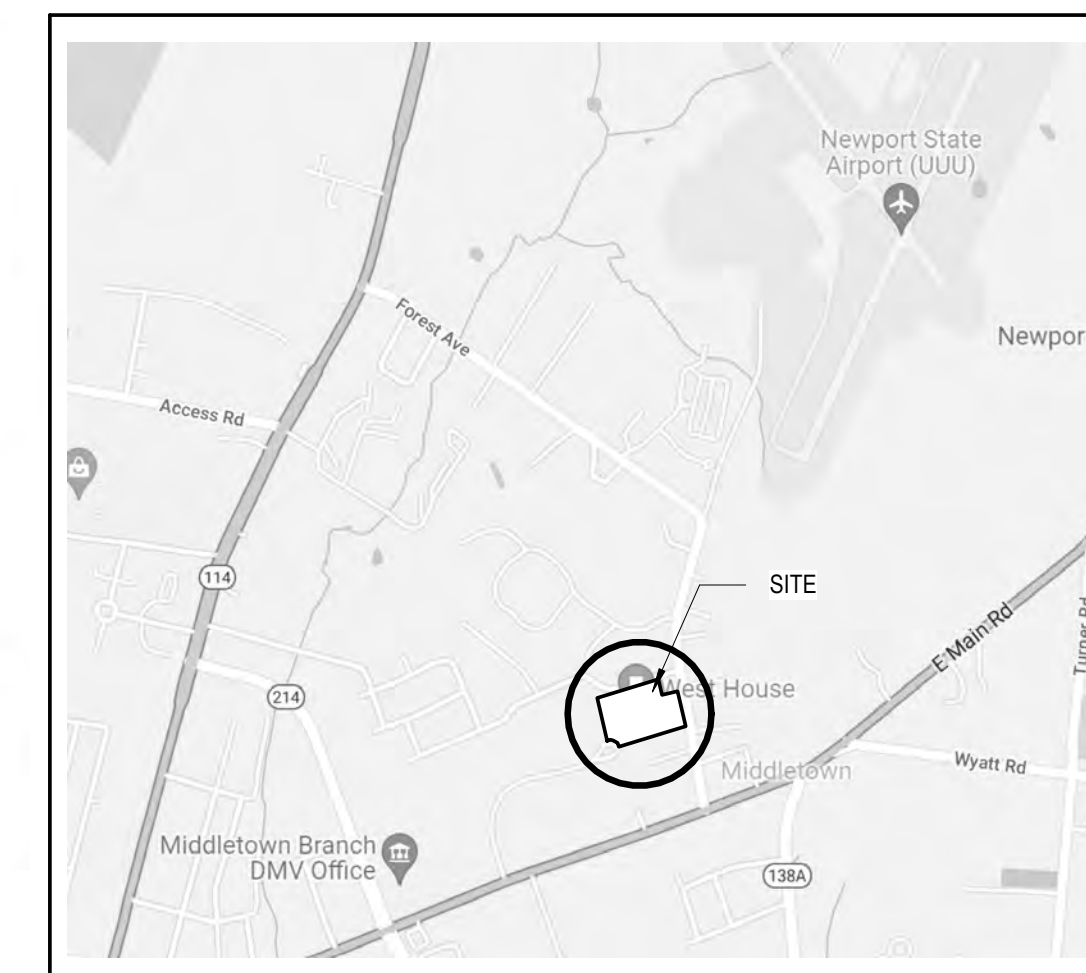 Newport State
Airport (UUU)
Newpor
Forest Ave
Access Rd
114
SITE
E Main Rd
Turner Rd
214
West House
Middletown
Wyatt Rd
Middletown Branch
DMV Office
138A